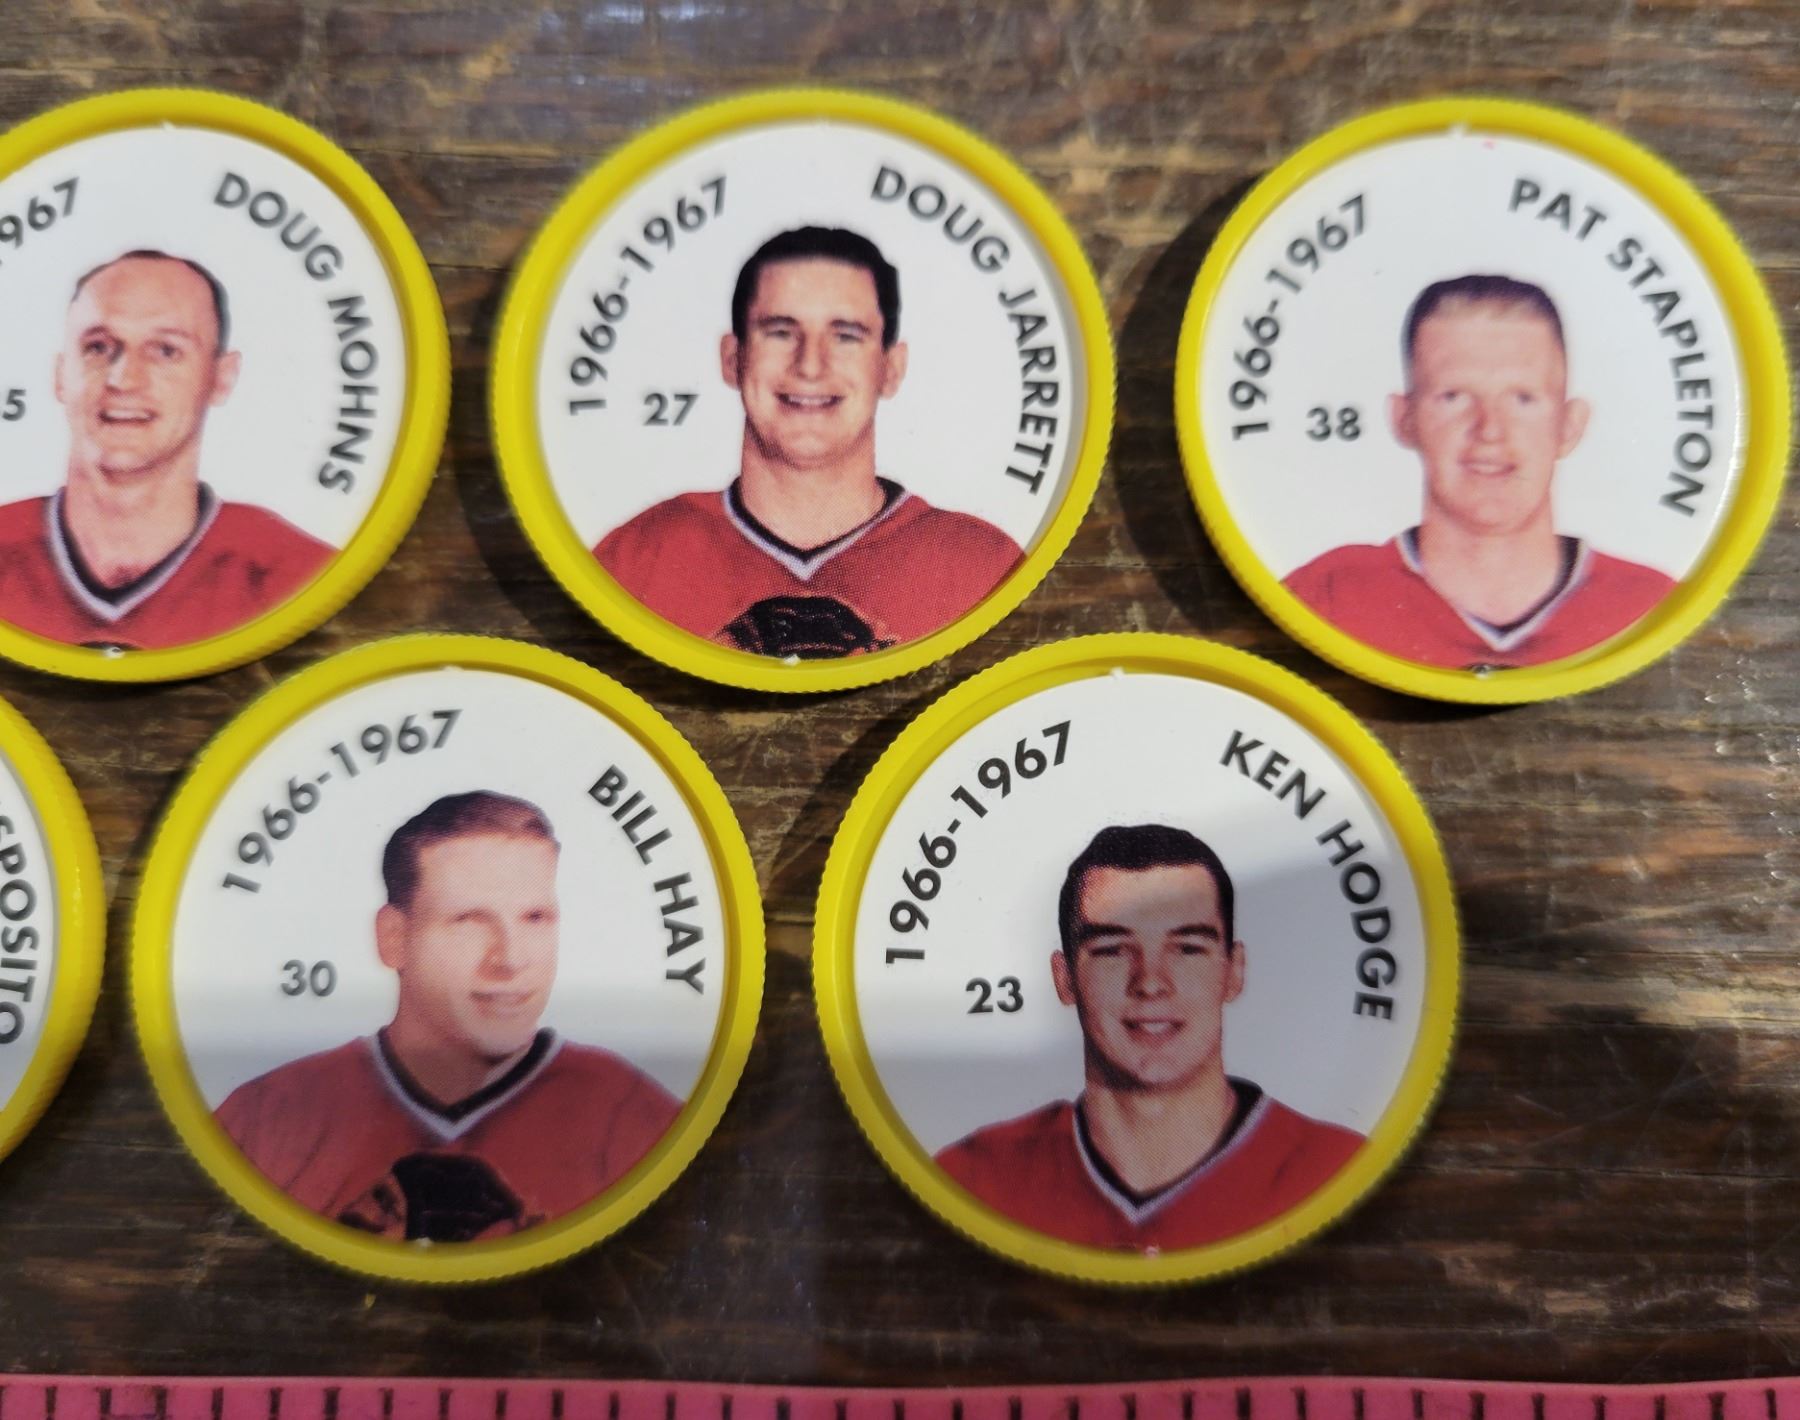 1967
DOUG MOHNS
5
1966-1967
DOUG JARRETT
27
1966-1967
PAT STAPLETON
38
SPOSITO
1966-1967
BILL HAY
30
1966-1967
KEN HODGE
23